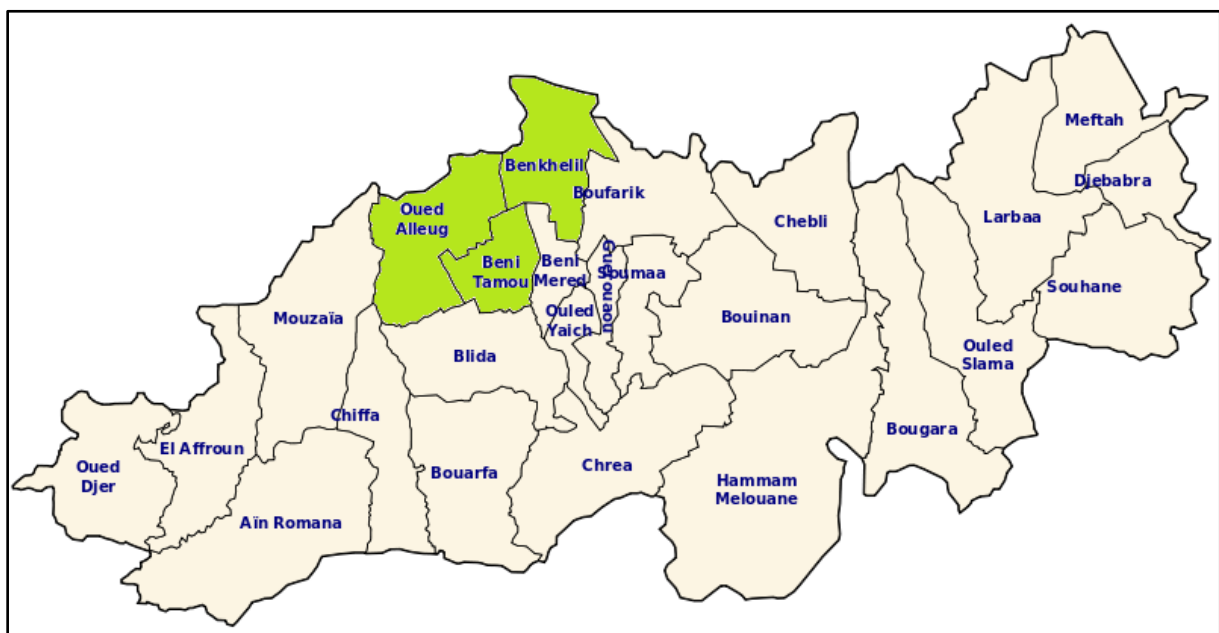 Meftah
Benkhelil
Djebabra
Boufarik
Oued
Alleug
Chebli
Larbaa
Beni
Tamou
Beni
Mered
Guerouaou
Soumaa
Souhane
Mouzaïa
Ouled
Yaich
Bouinan
Blida
Ouled
Slama
Chiffa
El Affroun
Bougara
Oued
Djer
Bouarfa
Chrea
Hammam
Melouane
Aïn Romana